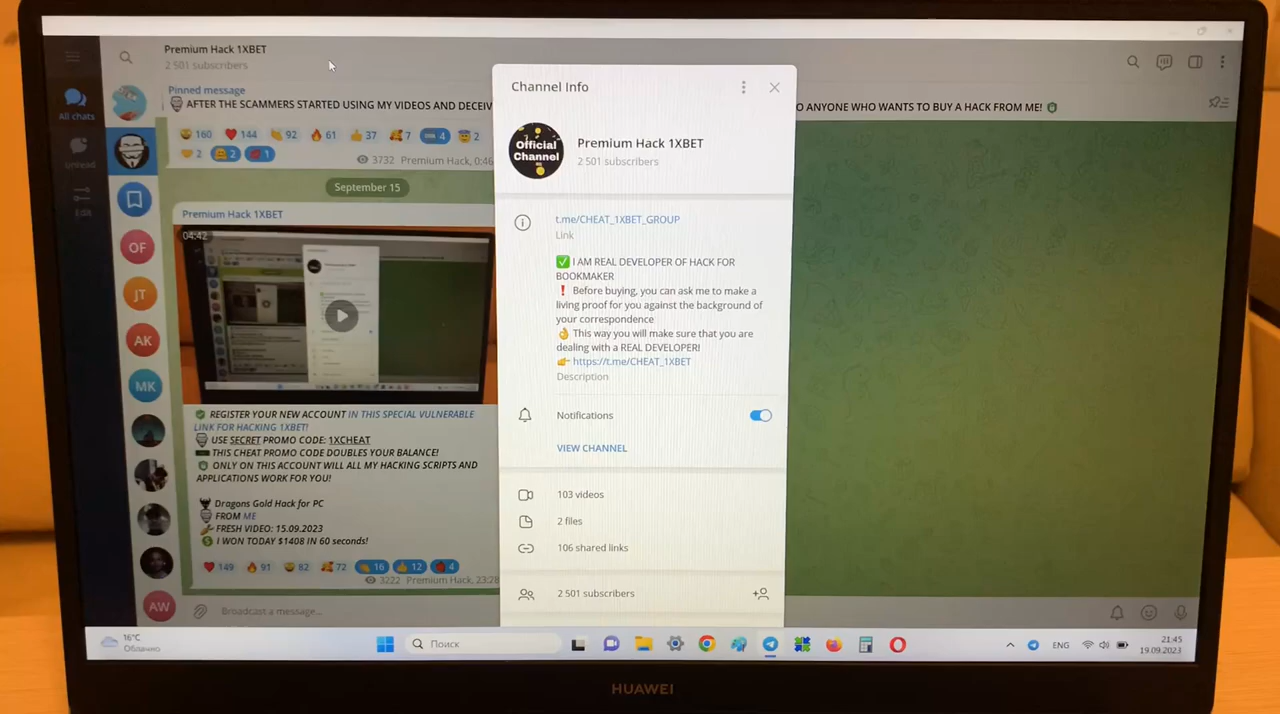 Premium Hack 1XBET
2 501 subscribers
Pinned message
AFTER THE SCAMMERS STARTED USING MY VIDEOS AND DECEIV
O ANYONE WHO WANTS TO BUY A HACK FROM ME!
All chats
Unread
Edit
OF
JT
AK
MK
AW
160 144 92 61 37 7 4 2
2 2 1
3732 Premium Hack, 0:46
September 15
Premium Hack 1XBET
04:42
REGISTER YOUR NEW ACCOUNT IN THIS SPECIAL VULNERABLE
LINK FOR HACKING 1XBET!
USE SECRET PROMO CODE: 1XCHEAT
THIS CHEAT PROMO CODE DOUBLES YOUR BALANCE!
ONLY ON THIS ACCOUNT WILL ALL MY HACKING SCRIPTS AND
APPLICATIONS WORK FOR YOU!
Dragons Gold Hack for PC
FROM ME
FRESH VIDEO: 15.09.2023
I WON TODAY $1408 IN 60 seconds!
149 91 82 72 16 12 4
3222 Premium Hack, 23:28
Broadcast a message...
Channel Info
Official
Channel
Premium Hack 1XBET
2 501 subscribers
t.me/CHEAT_1XBET_GROUP
Link
✅ I AM REAL DEVELOPER OF HACK FOR
BOOKMAKER
❗ Before buying, you can ask me to make a
living proof for you against the background of
your correspondence
👌 This way you will make sure that you are
dealing with a REAL DEVELOPER!
👉 https://t.me/CHEAT_1XBET
Description
Notifications
VIEW CHANNEL
103 videos
2 files
106 shared links
2 501 subscribers
16°C
Облачно
Поиск
ENG
21:45
19.09.2023
HUAWEI